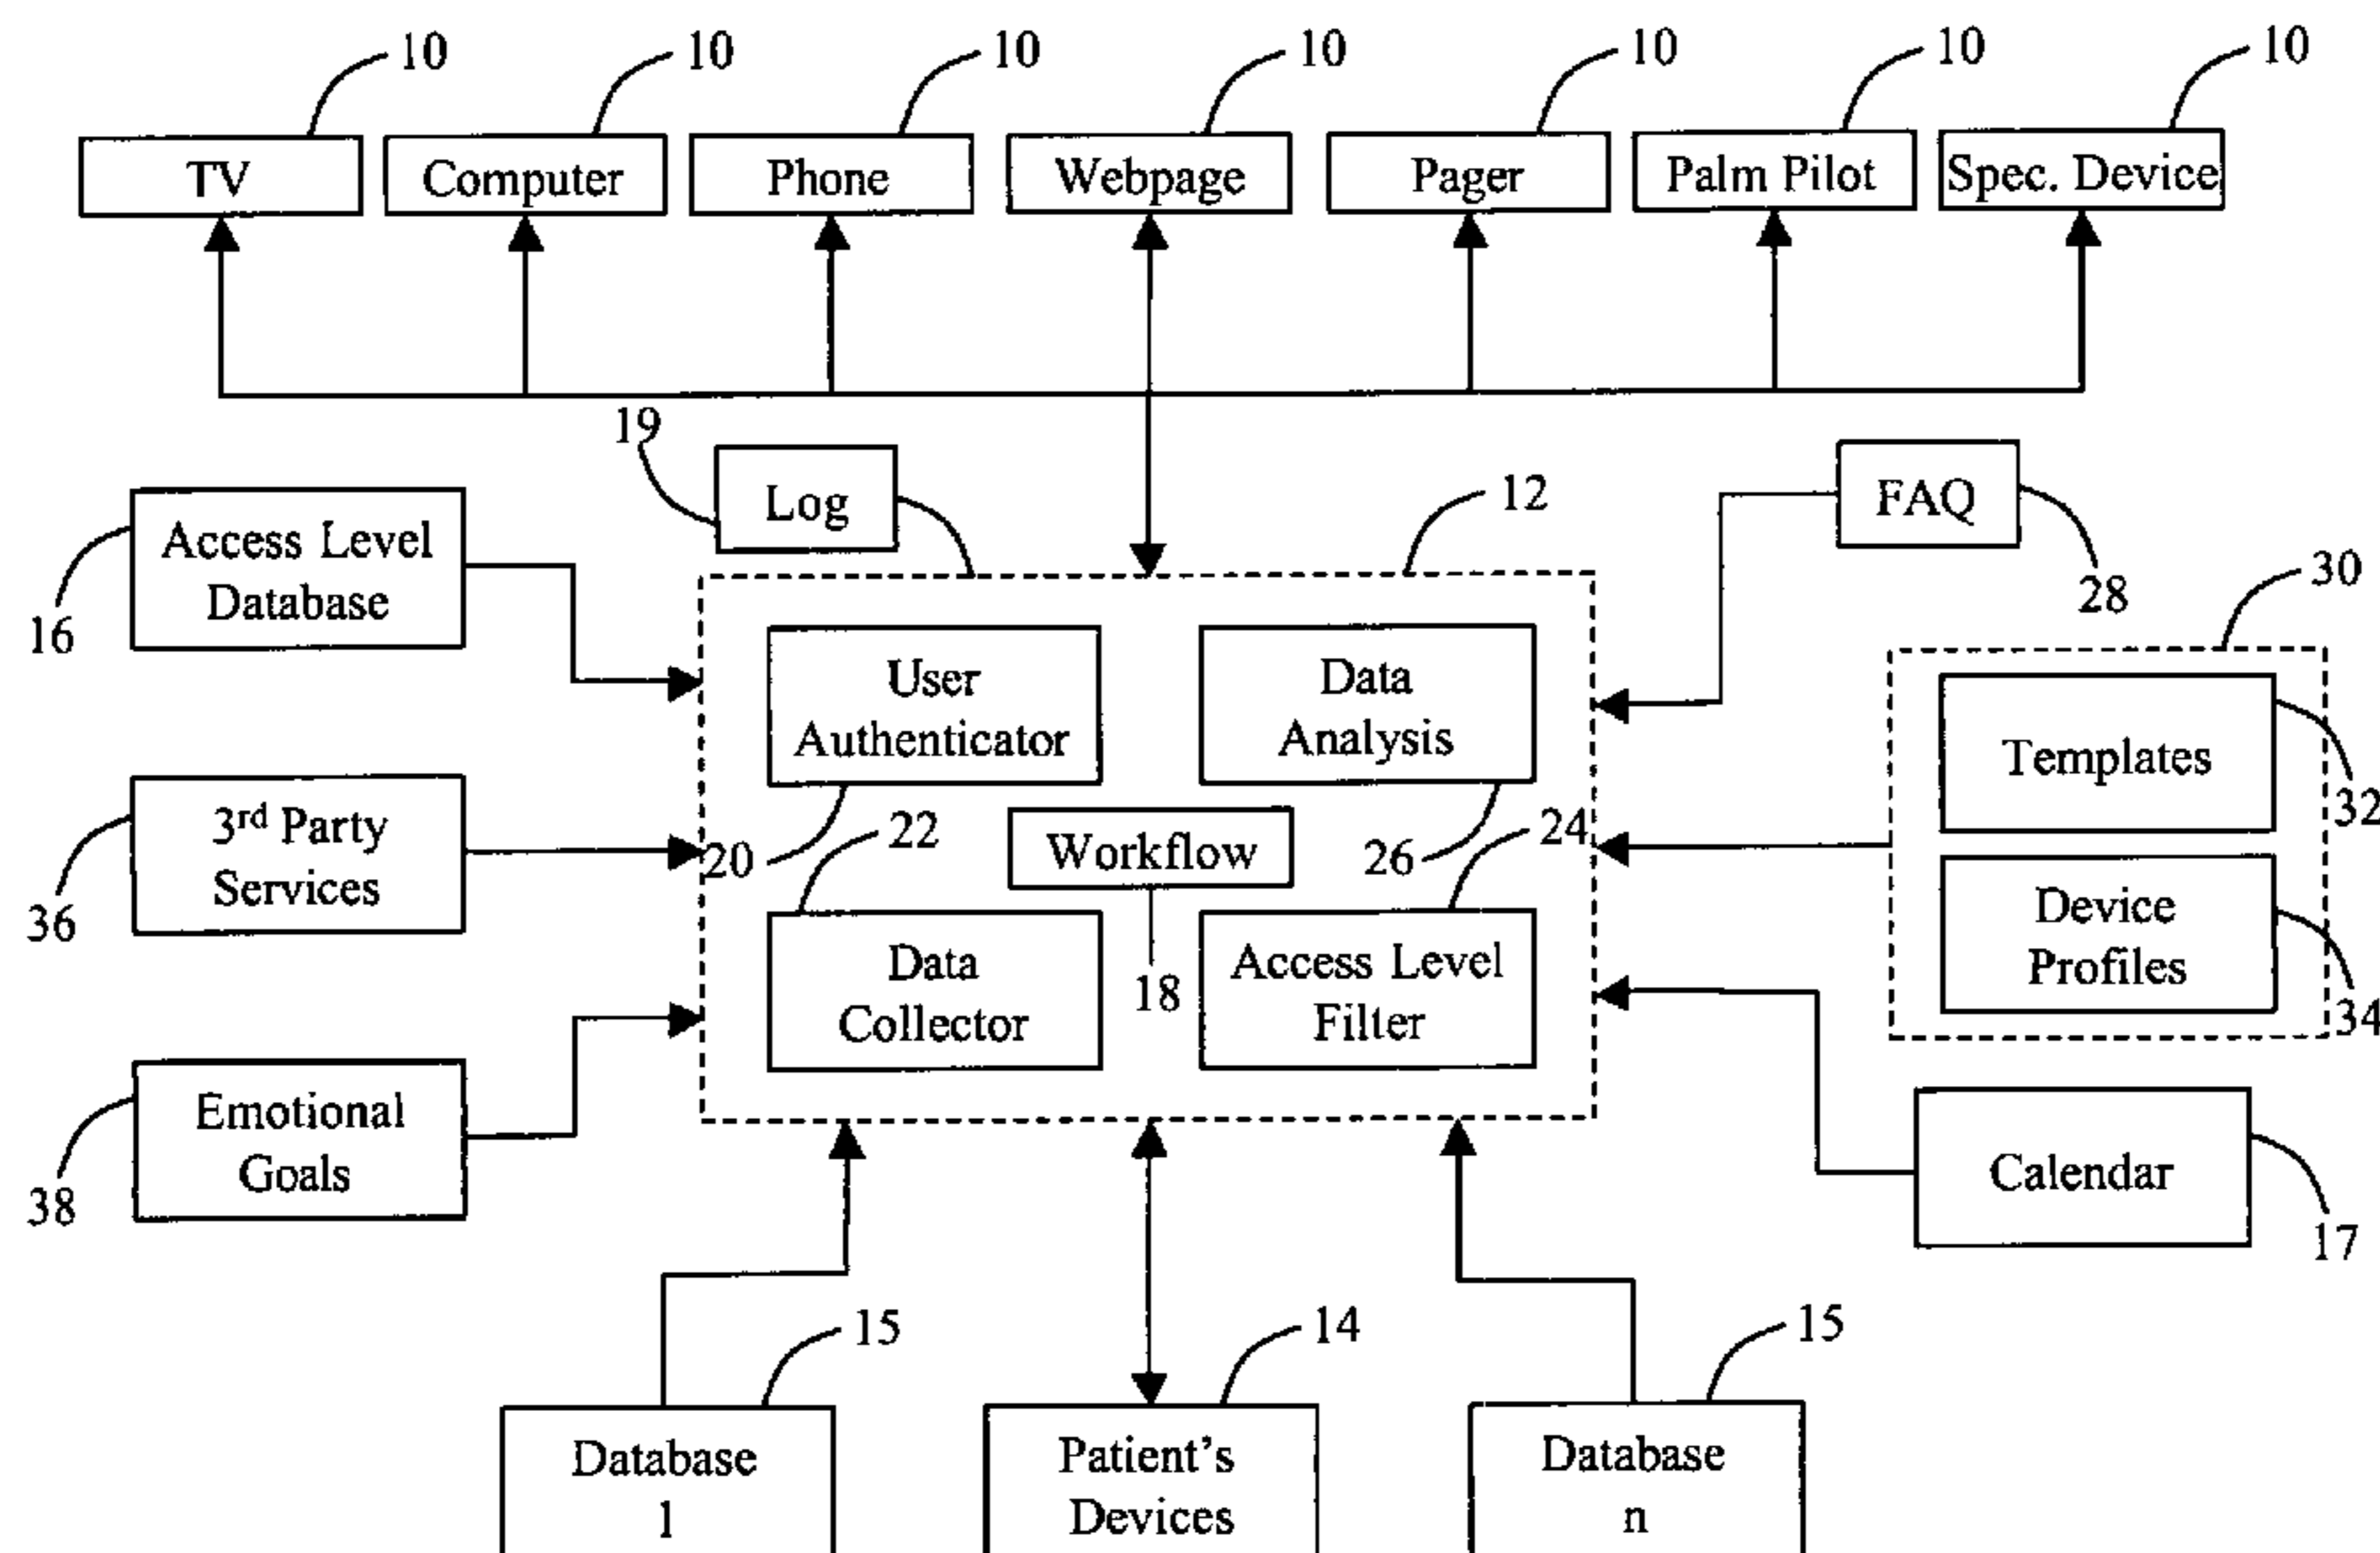 10 10 10 10 10 10 10
TV Computer Phone Webpage Pager Palm Pilot Spec. Device
19
Log
12
FAQ
28
Access Level
Database
16
30
User
Authenticator
20
Data
Analysis
26
Templates
32
3rd Party
Services
36
22
Workflow
18
24
Device
Profiles
34
Data
Collector
Access Level
Filter
Emotional
Goals
38
Calendar
17
15
Database
1
14
Patient's
Devices
15
Database
n